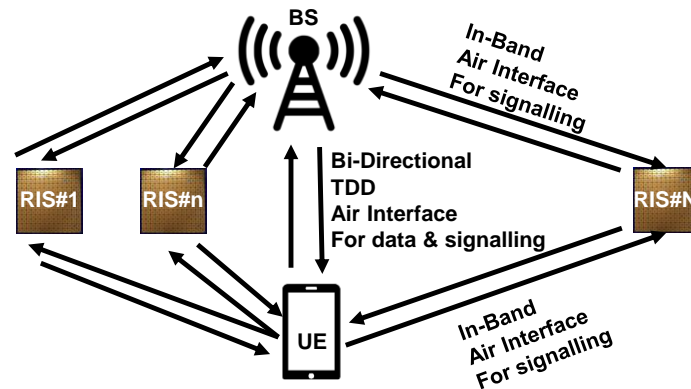 BS
In-Band
Air Interface
For signalling
Bi-Directional
TDD
Air Interface
For data & signalling
RIS#1
RIS#n
RIS#N
UE
In-Band
Air Interface
For signalling